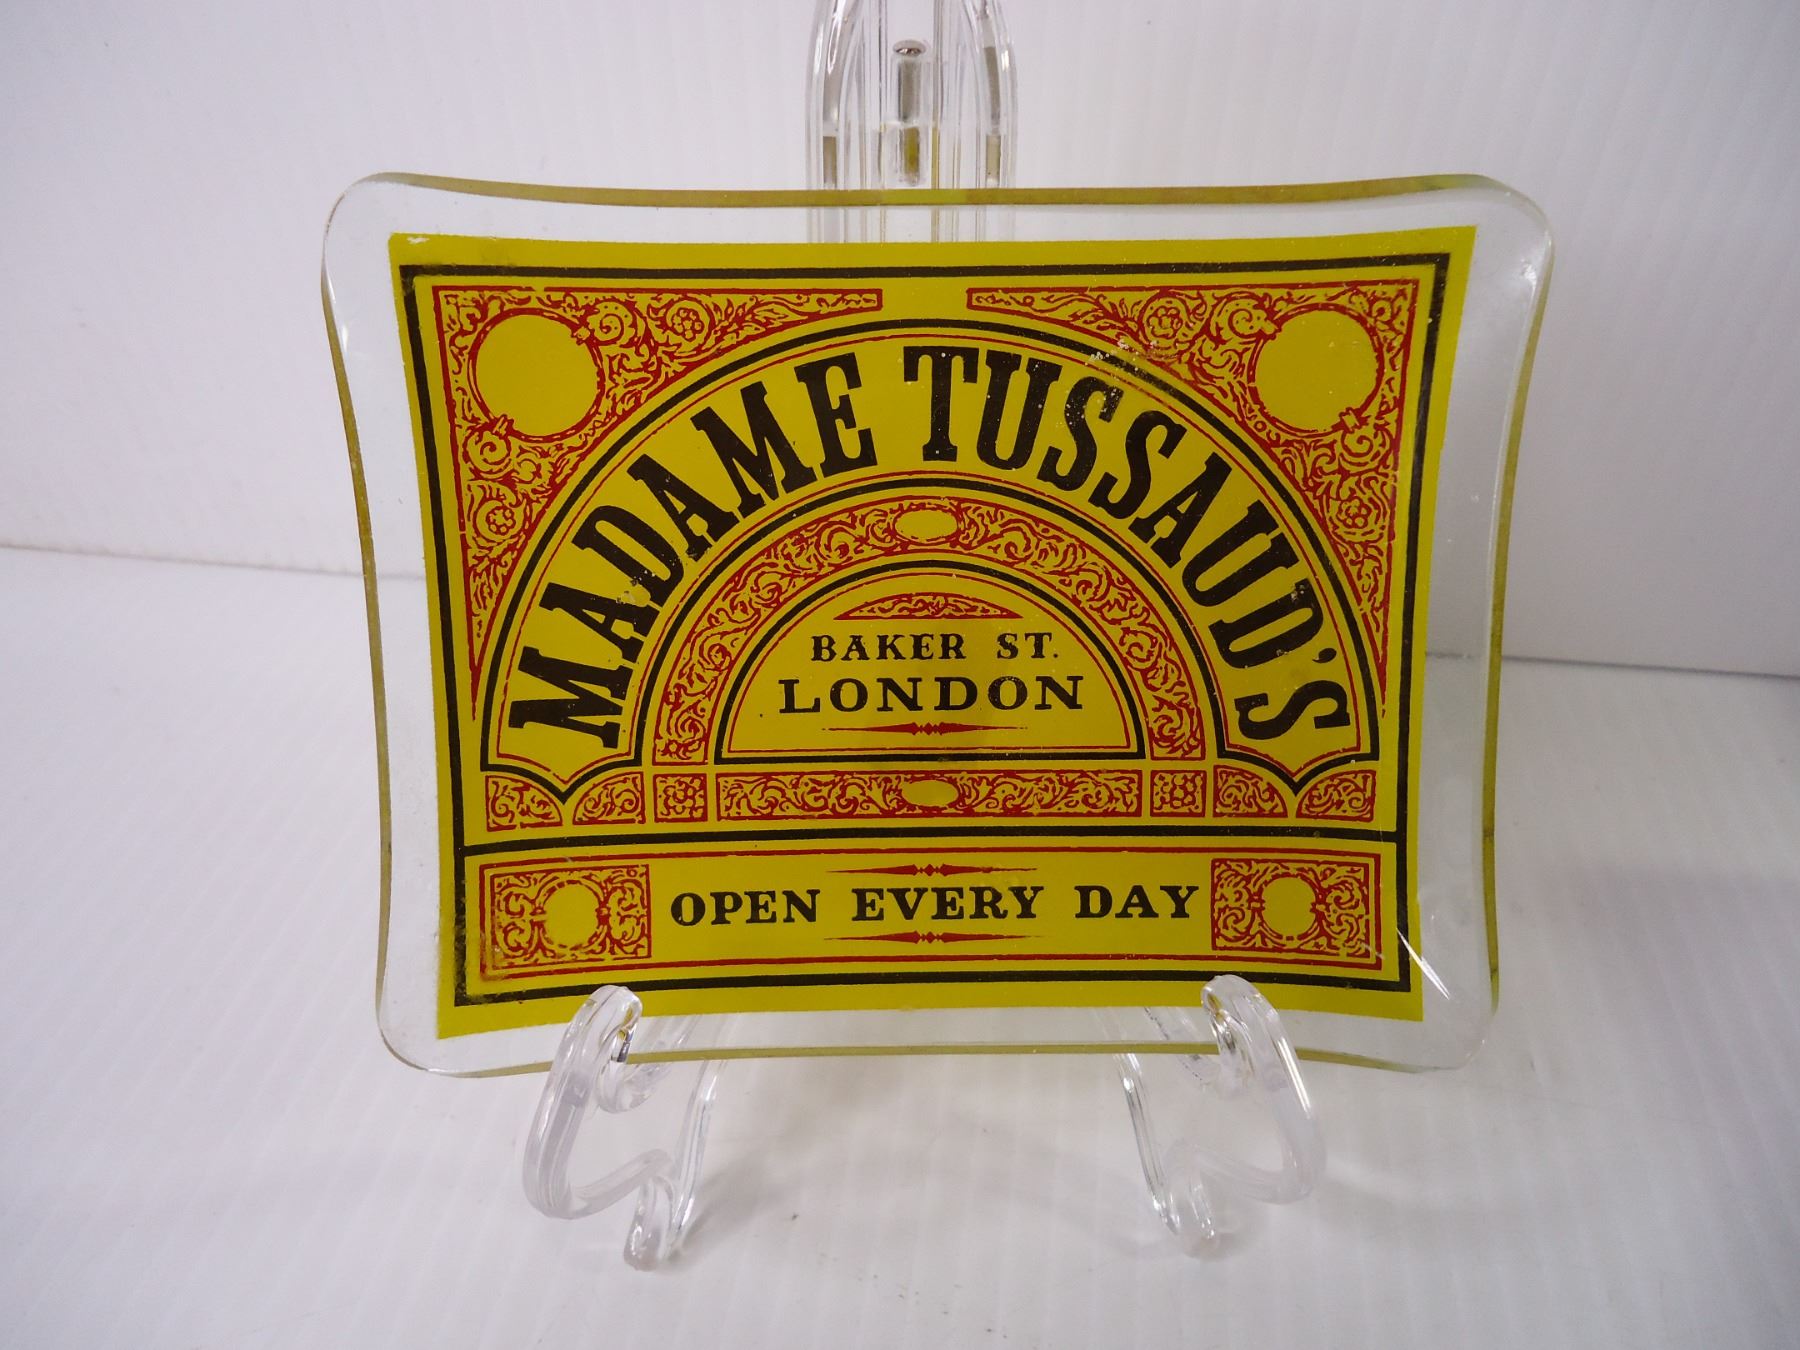 MADAME TUSSAUD'S
BAKER ST.
LONDON
OPEN EVERY DAY